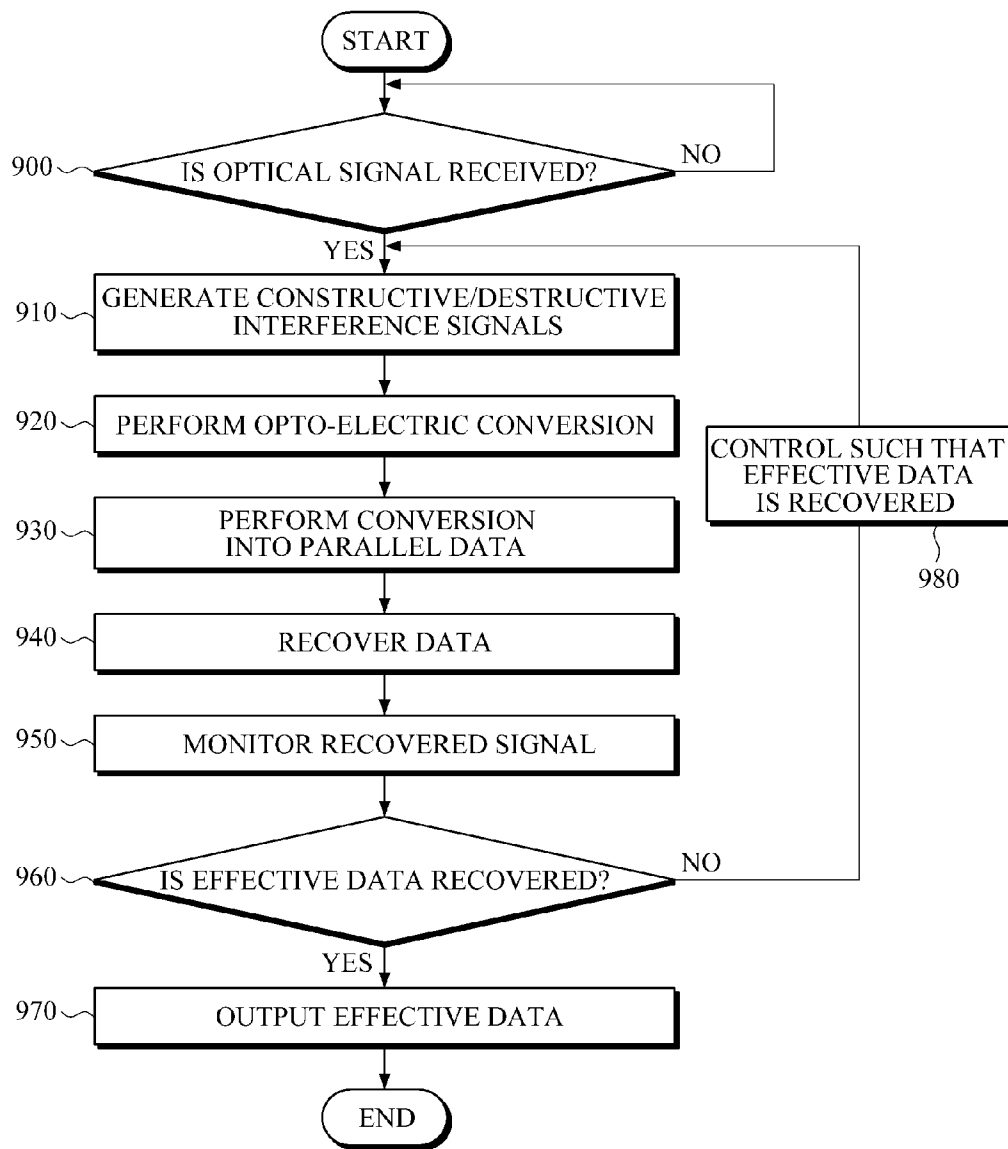 START
900
IS OPTICAL SIGNAL RECEIVED?
NO
YES
910
GENERATE CONSTRUCTIVE/DESTRUCTIVE
INTERFERENCE SIGNALS
920
PERFORM OPTO-ELECTRIC CONVERSION
CONTROL SUCH THAT
EFFECTIVE DATA
IS RECOVERED
980
930
PERFORM CONVERSION
INTO PARALLEL DATA
940
RECOVER DATA
950
MONITOR RECOVERED SIGNAL
960
IS EFFECTIVE DATA RECOVERED?
NO
YES
970
OUTPUT EFFECTIVE DATA
END